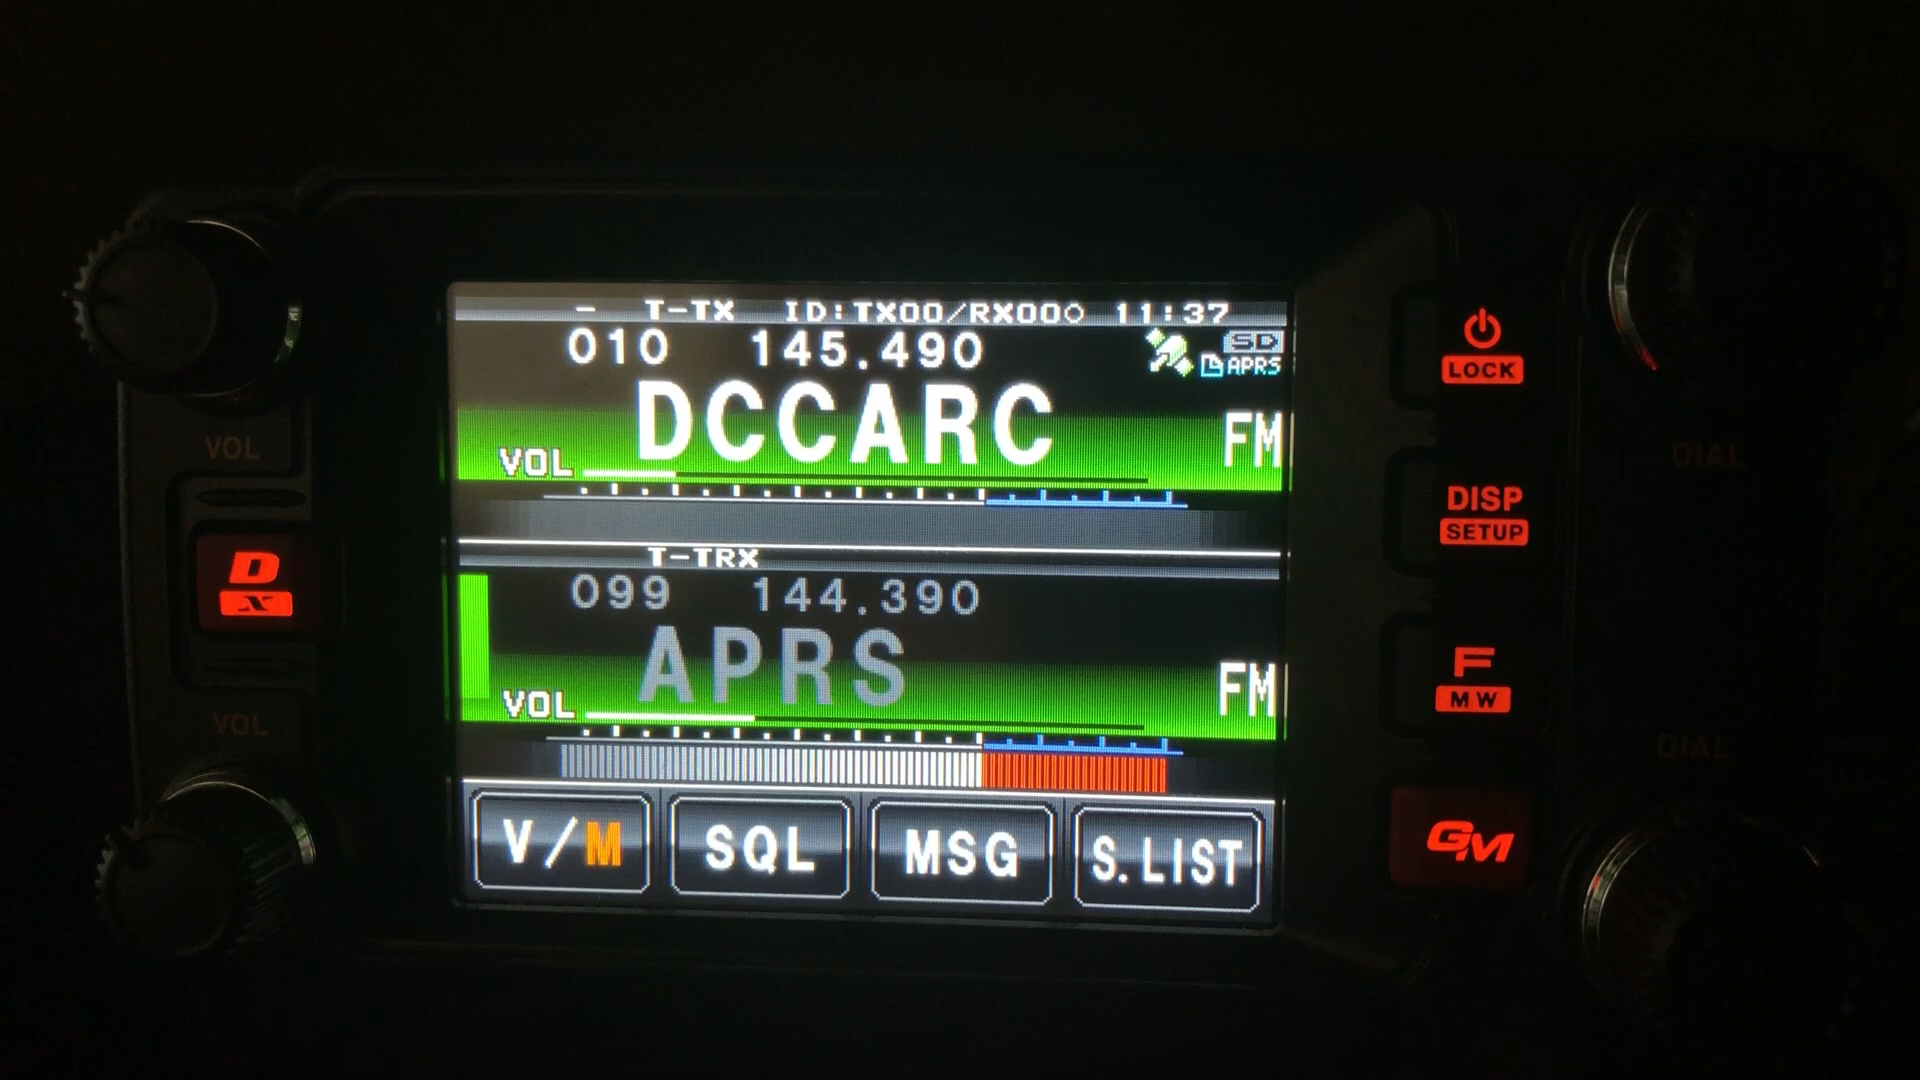 - T-TX ID:TX00/RX00◇ 11:37
010 145.490
SD
APRS
DCCARC
FM
VOL
T-TRX
099 144.390
APRS
FM
VOL
V/M SQL MSG S.LIST
VOL
D
X
VOL
LOCK
DISP
SETUP
F
MW
GM
DIAL
DIAL